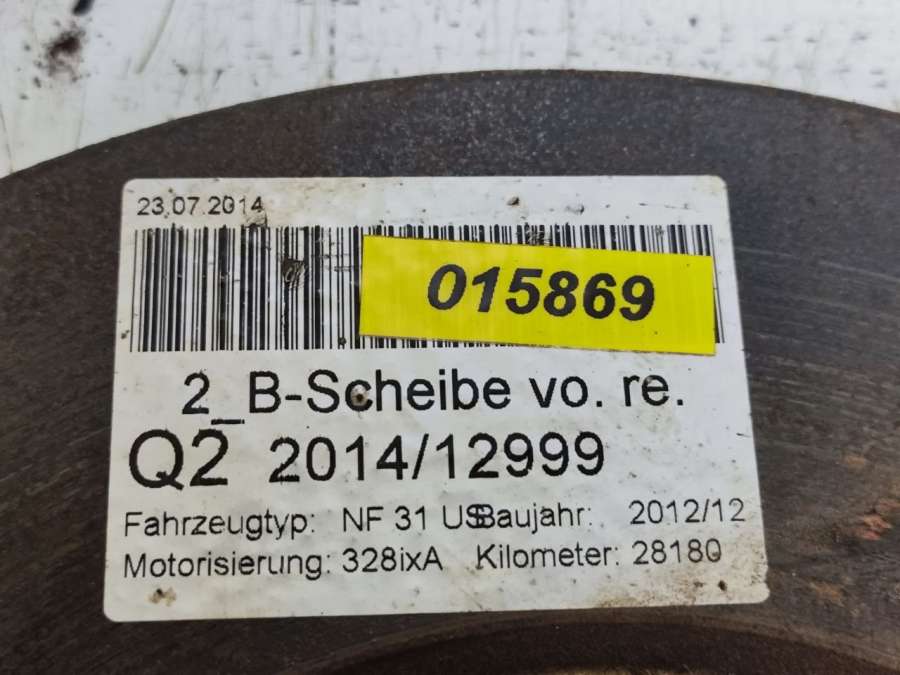 23.07.2014
015869
2_B-Scheibe vo. re.
Q2 2014/12999
Fahrzeugtyp: NF 31 US Baujahr: 2012/12
Motorisierung: 328ixA Kilometer: 28180